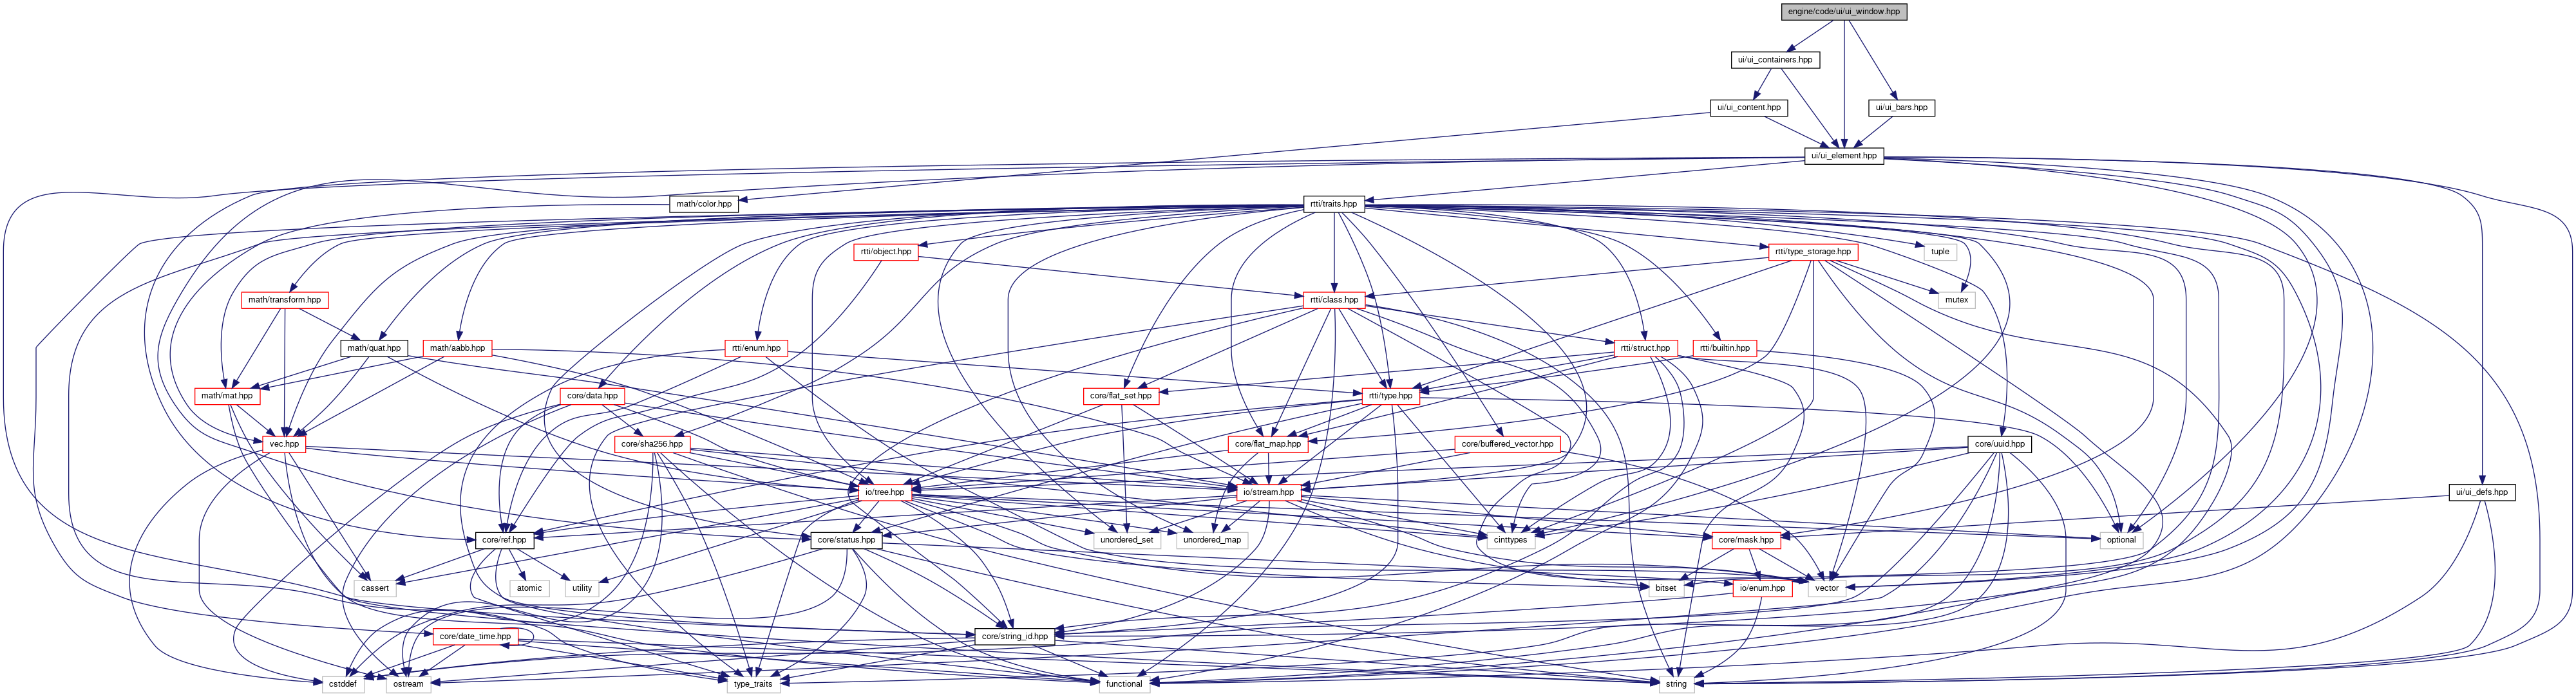 engine/code/ui/ui_window.hpp
ui/ui_containers.hpp
ui/ui_content.hpp
ui/ui_bars.hpp
ui/ui_element.hpp
math/color.hpp
rtti/traits.hpp
rtti/object.hpp
rtti/type_storage.hpp
tuple
math/transform.hpp
rtti/class.hpp
mutex
math/quat.hpp
math/aabb.hpp
rtti/enum.hpp
rtti/struct.hpp
rtti/builtin.hpp
math/mat.hpp
core/data.hpp
core/flat_set.hpp
rtti/type.hpp
vec.hpp
core/sha256.hpp
core/flat_map.hpp
core/buffered_vector.hpp
core/uuid.hpp
io/tree.hpp
io/stream.hpp
ui/ui_defs.hpp
core/ref.hpp
core/status.hpp
unordered_set
unordered_map
cinttypes
core/mask.hpp
optional
cassert
atomic
utility
bitset
io/enum.hpp
vector
core/date_time.hpp
core/string_id.hpp
cstddef
ostream
type_traits
functional
string